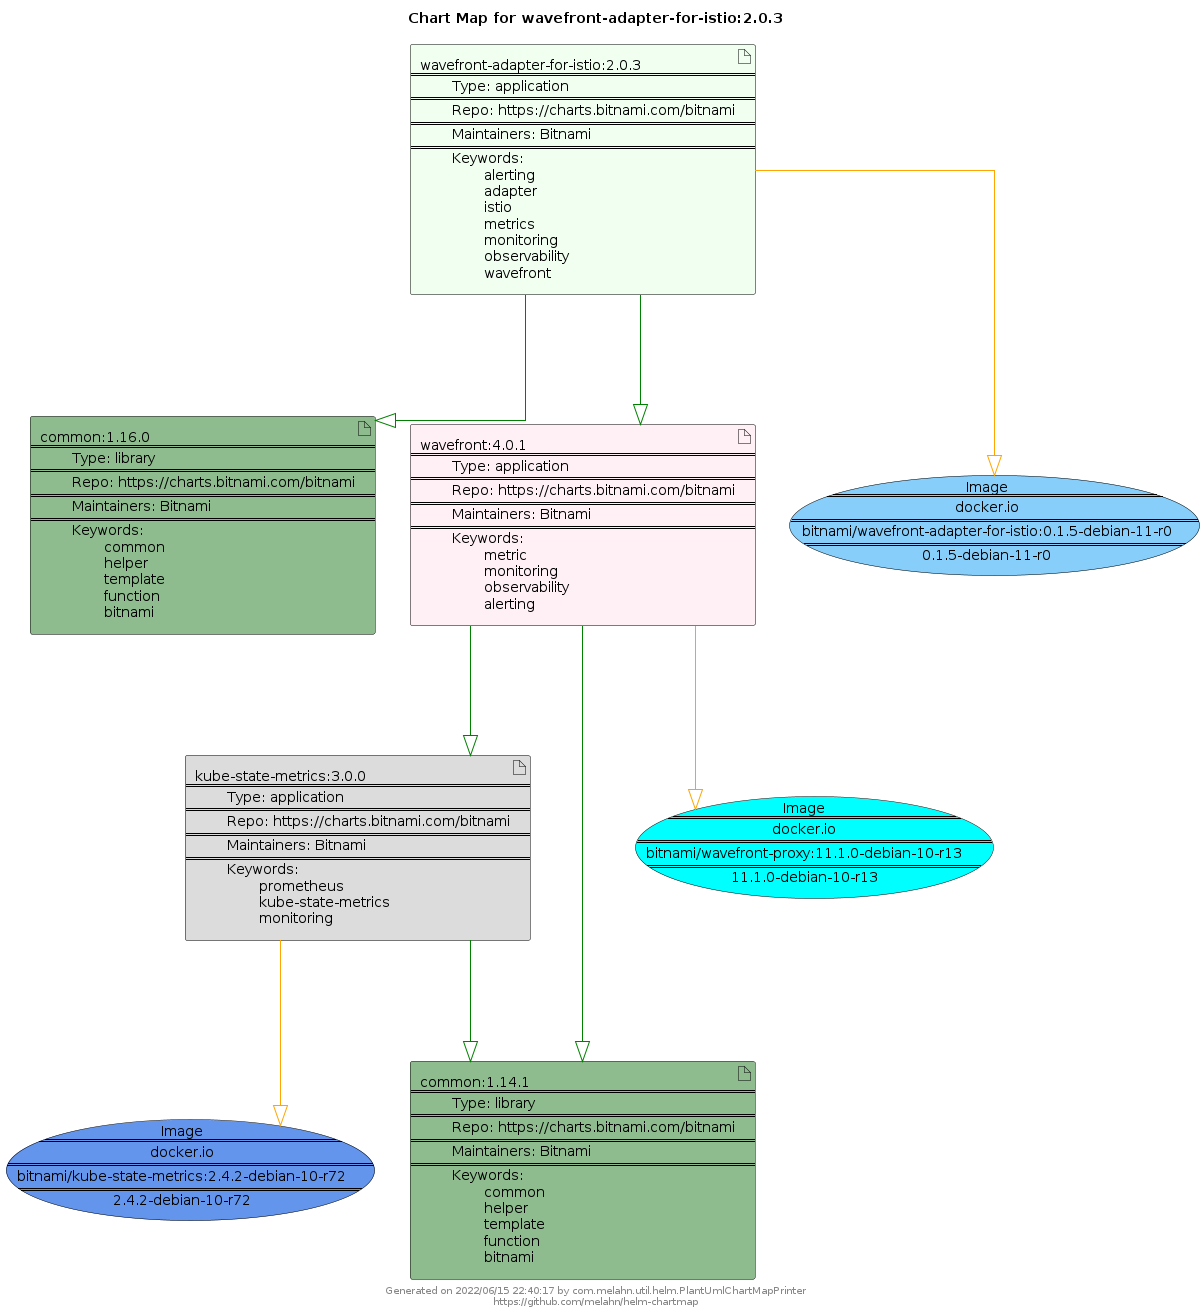 Chart Map for wavefront-adapter-for-istio:2.0.3
wavefront-adapter-for-istio:2.0.3
Type: application
Repo: https://charts.bitnami.com/bitnami
Maintainers: Bitnami
Keywords:
alerting
adapter
istio
metrics
monitoring
observability
wavefront
common:1.16.0
Type: library
Repo: https://charts.bitnami.com/bitnami
Maintainers: Bitnami
Keywords:
common
helper
template
function
bitnami
wavefront:4.0.1
Type: application
Repo: https://charts.bitnami.com/bitnami
Maintainers: Bitnami
Keywords:
metric
monitoring
observability
alerting
Image
docker.io
bitnami/wavefront-adapter-for-istio:0.1.5-debian-11-r0
0.1.5-debian-11-r0
kube-state-metrics:3.0.0
Type: application
Repo: https://charts.bitnami.com/bitnami
Maintainers: Bitnami
Keywords:
prometheus
kube-state-metrics
monitoring
Image
docker.io
bitnami/wavefront-proxy:11.1.0-debian-10-r13
11.1.0-debian-10-r13
Image
docker.io
bitnami/kube-state-metrics:2.4.2-debian-10-r72
2.4.2-debian-10-r72
common:1.14.1
Type: library
Repo: https://charts.bitnami.com/bitnami
Maintainers: Bitnami
Keywords:
common
helper
template
function
bitnami
Generated on 2022/06/15 22:40:17 by com.melahn.util.helm.PlantUmlChartMapPrinter
https://github.com/melahn/helm-chartmap